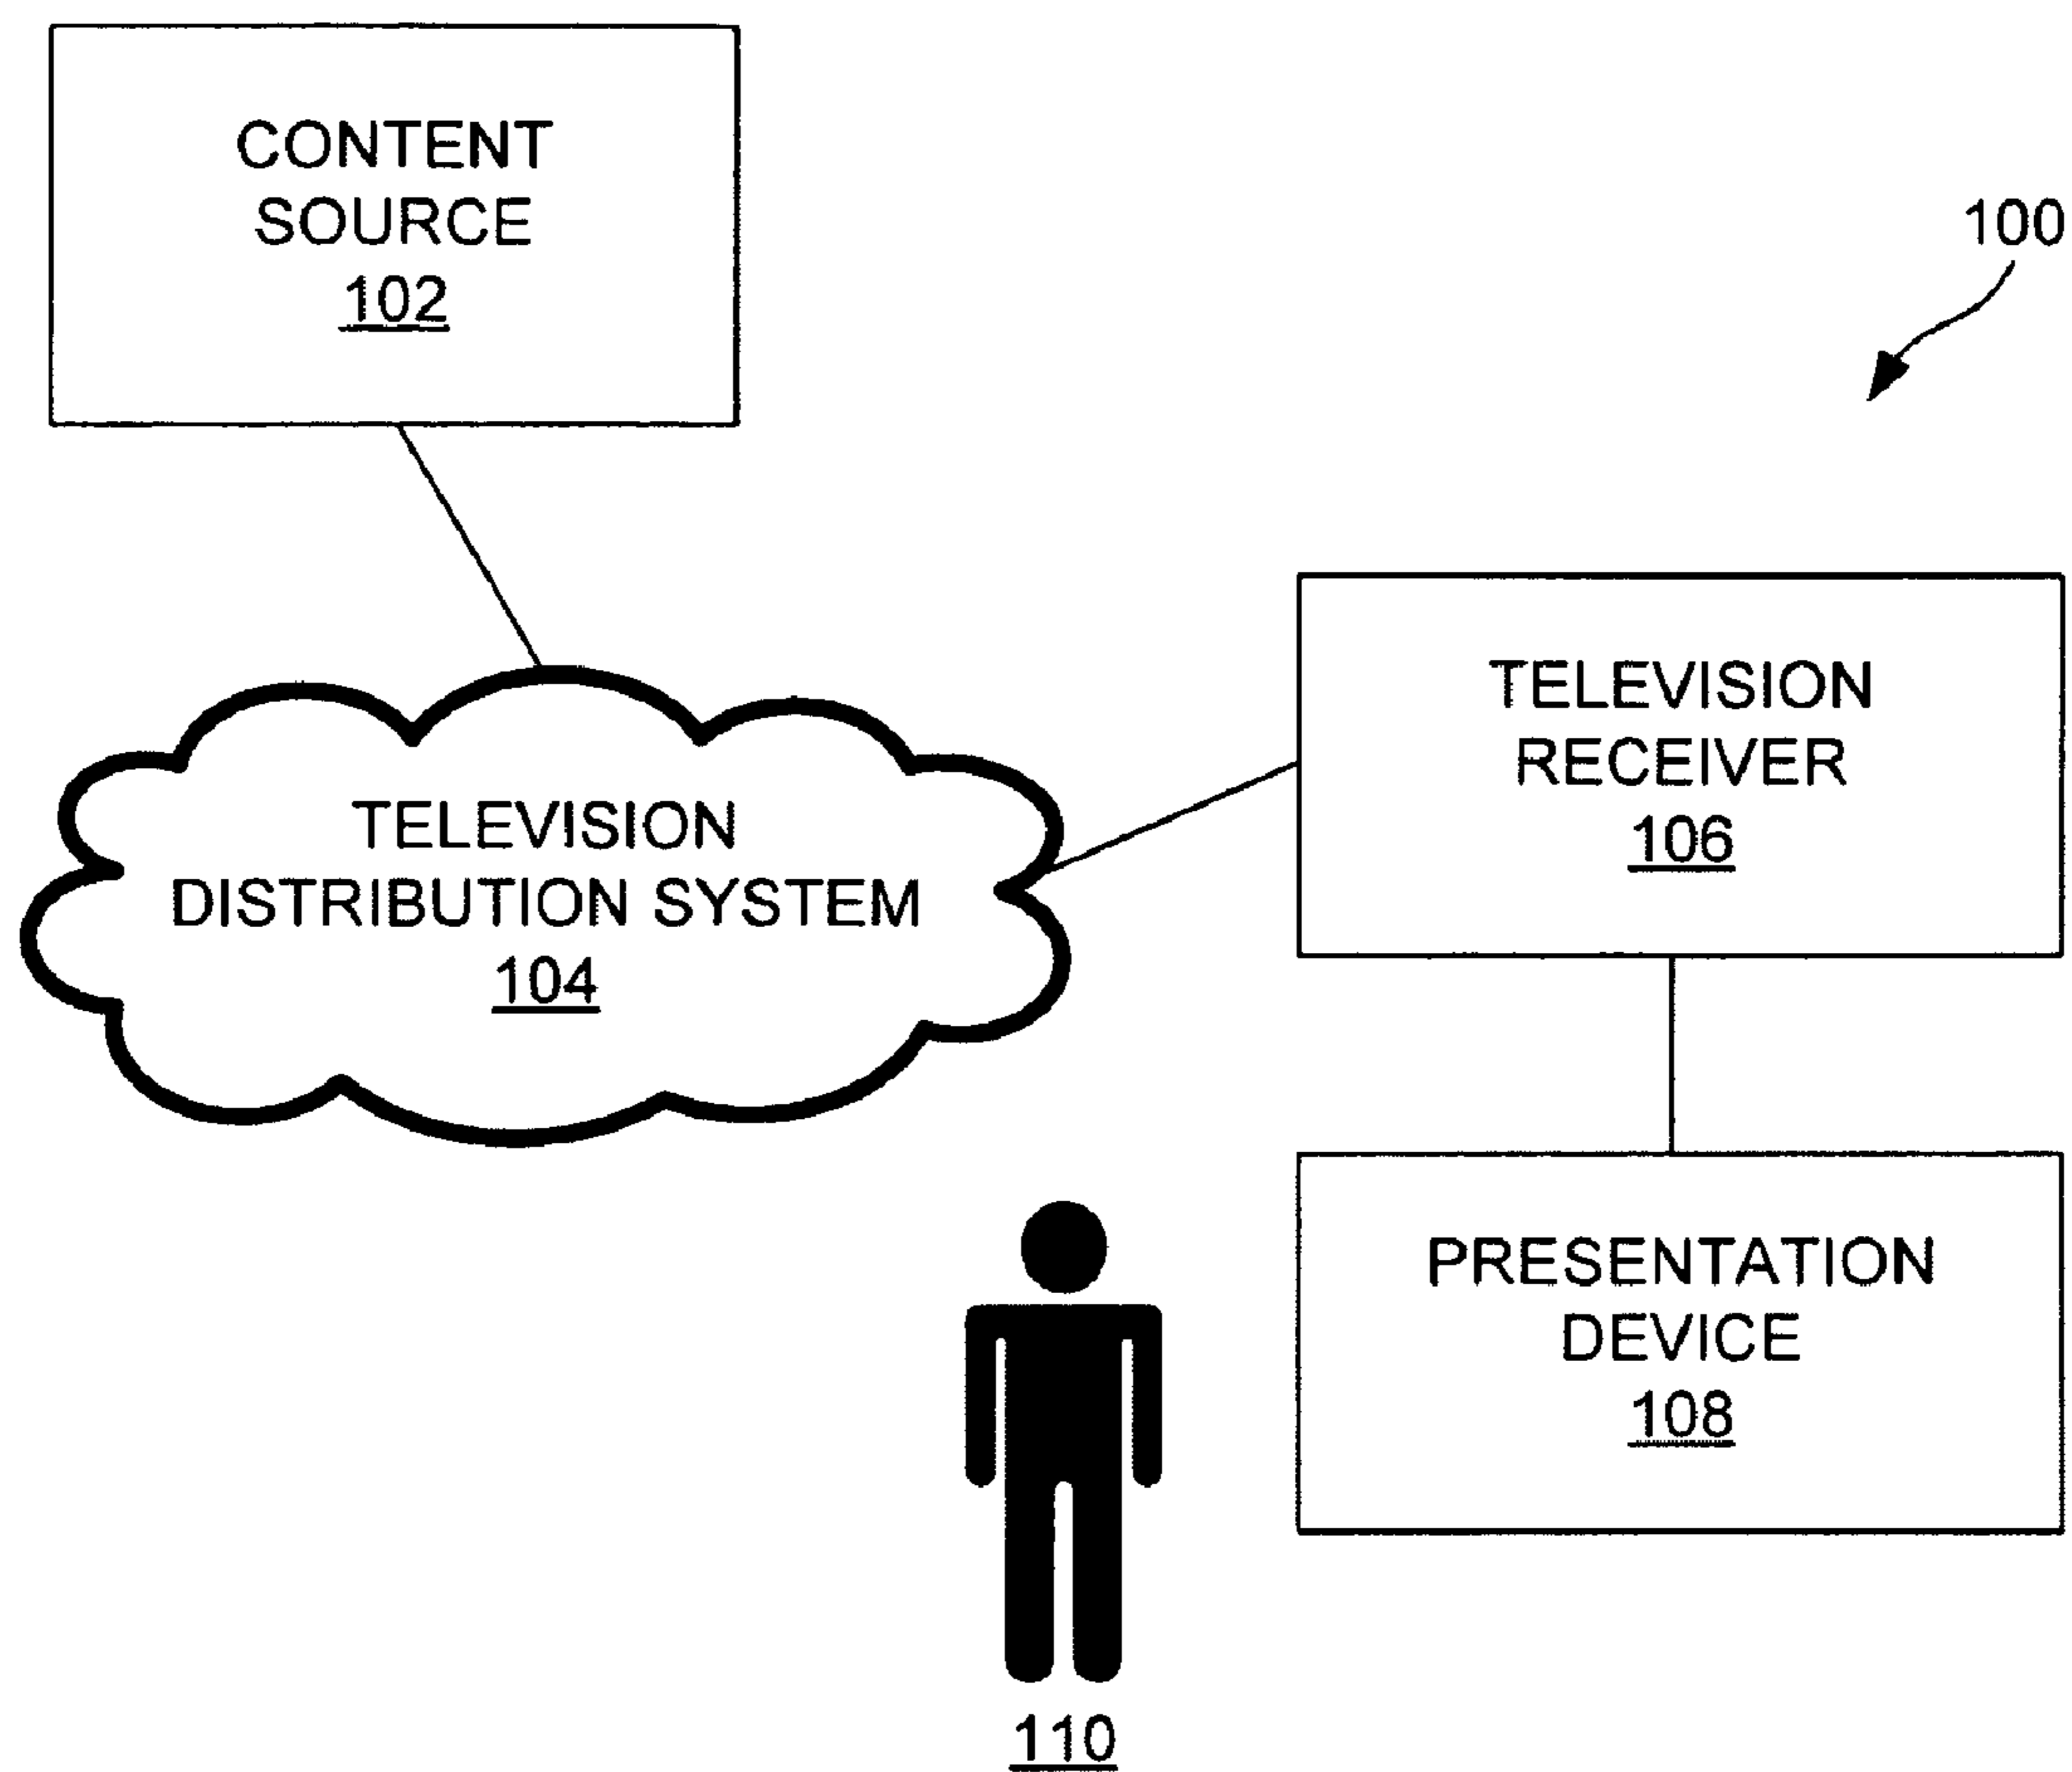 CONTENT
SOURCE
102
100
TELEVISION
RECEIVER
106
TELEVISION
DISTRIBUTION SYSTEM
104
PRESENTATION
DEVICE
108
110